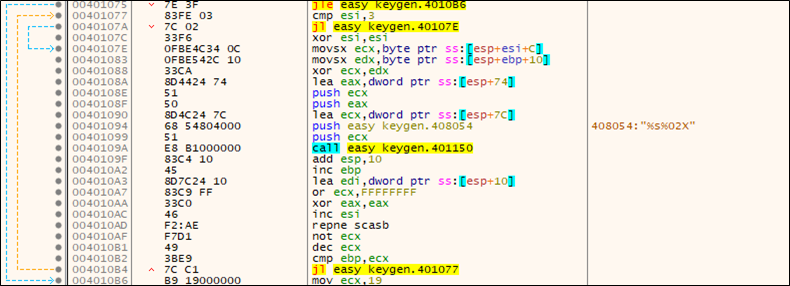 00401075 7E 3F jle easy keygen.4010B6
00401077 83FE 03 cmp esi,3
0040107A 7C 02 jl easy keygen.40107E
0040107C 33F6 xor esi,esi
0040107E 0FBE4C34 0C movsx ecx,byte ptr ss:[esp+esi+C]
00401083 0FBE542C 10 movsx edx,byte ptr ss:[esp+ebp+10]
00401088 33CA xor ecx,edx
0040108A 8D4424 74 lea eax,dword ptr ss:[esp+74]
0040108E 51 push ecx
0040108F 50 push eax
00401090 8D4C24 7C lea ecx,dword ptr ss:[esp+7C]
00401094 68 54804000 push easy keygen.408054 408054:"%s%02X"
00401099 51 push ecx
0040109A E8 B1000000 call easy keygen.401150
0040109F 83C4 10 add esp,10
004010A2 45 inc ebp
004010A3 8D7C24 10 lea edi,dword ptr ss:[esp+10]
004010A7 83C9 FF or ecx,FFFFFFFF
004010AA 33C0 xor eax,eax
004010AC 46 inc esi
004010AD F2:AE repne scasb
004010AF F7D1 not ecx
004010B1 49 dec ecx
004010B2 3BE9 cmp ebp,ecx
004010B4 7C C1 jl easy keygen.401077
004010B6 B9 19000000 mov ecx,19